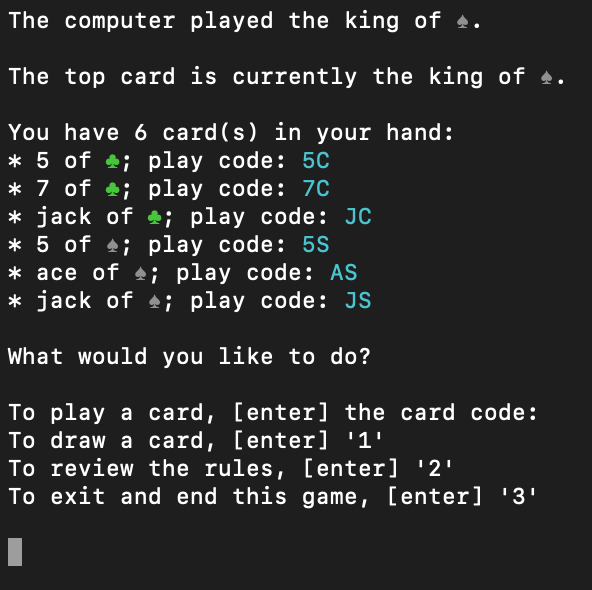 The computer played the king of ♠.
The top card is currently the king of ♠.
You have 6 card(s) in your hand:
* 5 of ♣; play code: 5C
* 7 of ♣; play code: 7C
* jack of ♣; play code: JC
* 5 of ♠; play code: 5S
* ace of ♠; play code: AS
* jack of ♠; play code: JS
What would you like to do?
To play a card, [enter] the card code:
To draw a card, [enter] '1'
To review the rules, [enter] '2'
To exit and end this game, [enter] '3'